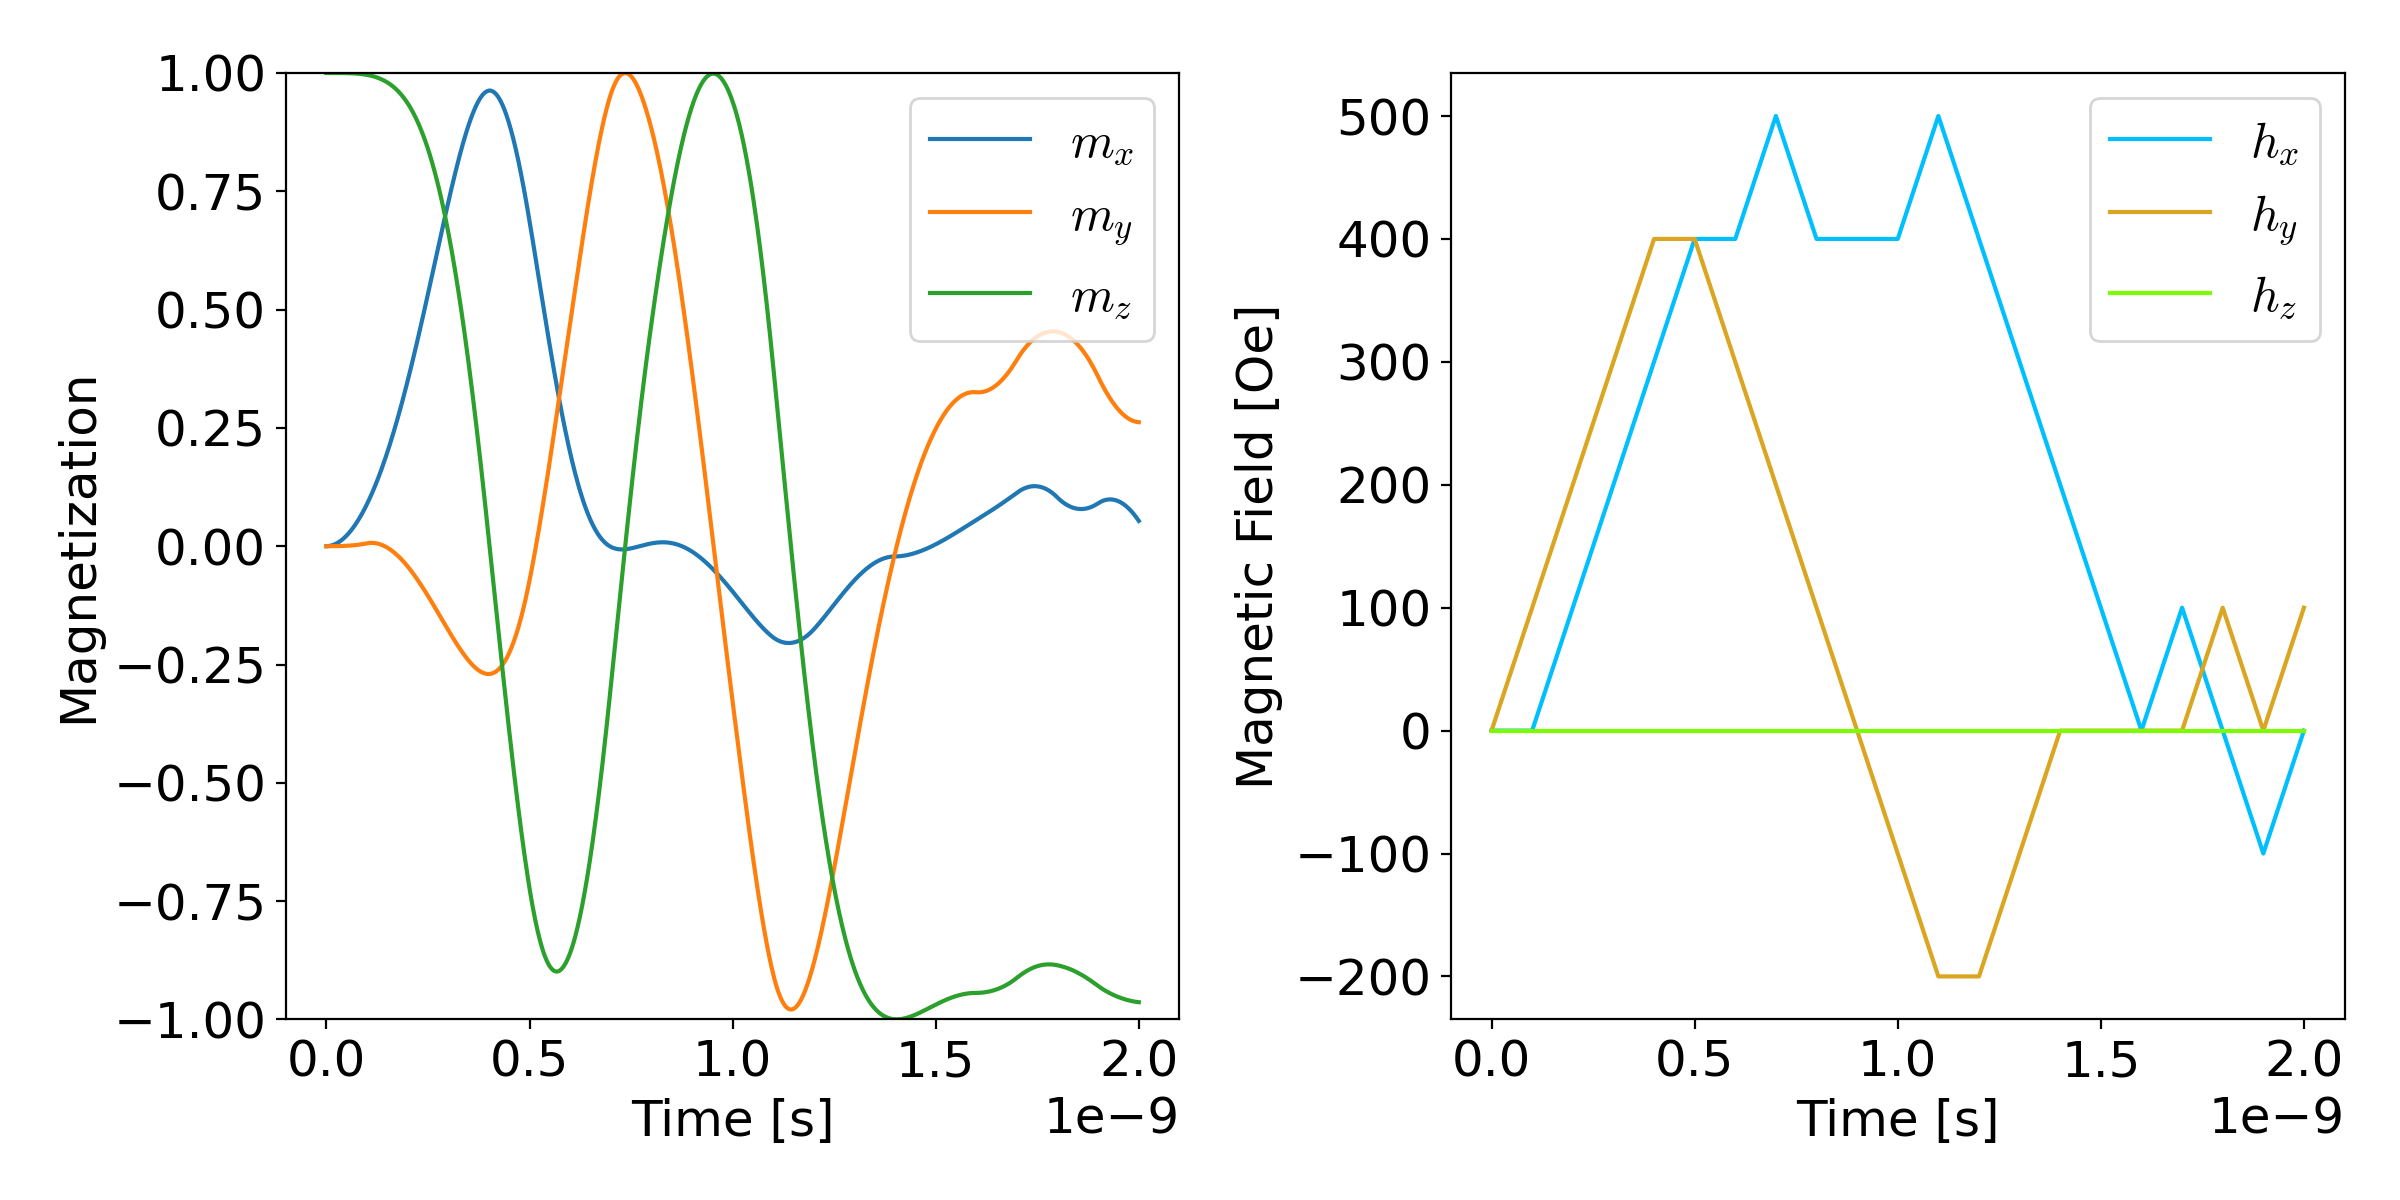 Magnetization
1.00
0.75
0.50
0.25
0.00
−0.25
−0.50
−0.75
−1.00
0.0 0.5 1.0 1.5 2.0
Time [s]
1e−9
m_x
m_y
m_z
Magnetic Field [Oe]
500
400
300
200
100
0
−100
−200
0.0 0.5 1.0 1.5 2.0
Time [s]
1e−9
h_x
h_y
h_z